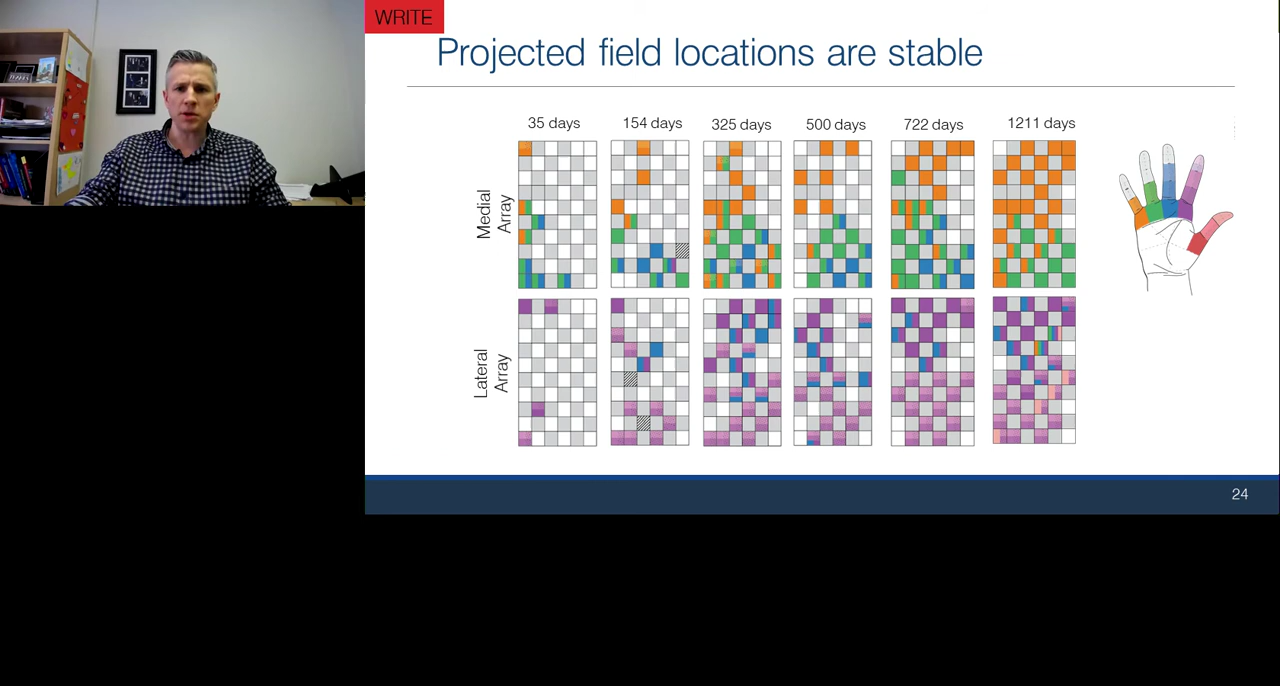 WRITE
Projected field locations are stable
35 days 154 days 325 days 500 days 722 days 1211 days
Medial
Array
Lateral
Array
24